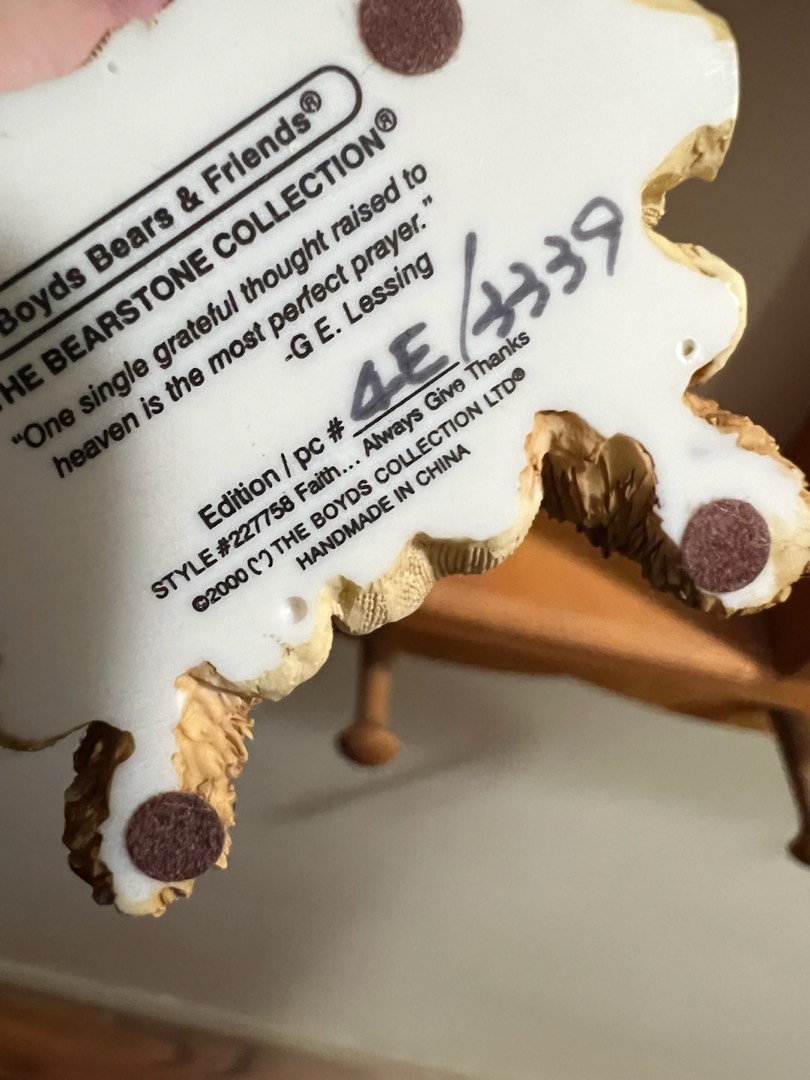 Boyds Bears & Friends®
THE BEARSTONE COLLECTION®
"One single grateful thought raised to
heaven is the most perfect prayer."
-G E. Lessing
Edition / pc # 4E/3339
STYLE #227758 Faith... Always Give Thanks
©2000 (") THE BOYDS COLLECTION LTD®
HANDMADE IN CHINA